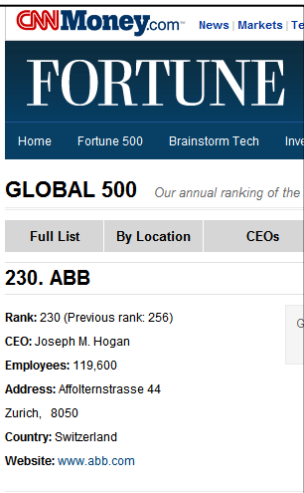 CNNMoney.com News | Markets | Te
FORTUNE
Home Fortune 500 Brainstorm Tech Inve
GLOBAL 500 Our annual ranking of the
Full List By Location CEOs
230. ABB
Rank: 230 (Previous rank: 256)
G
CEO: Joseph M. Hogan
Employees: 119,600
Address: Affolternstrasse 44
Zurich, 8050
Country: Switzerland
Website: www.abb.com